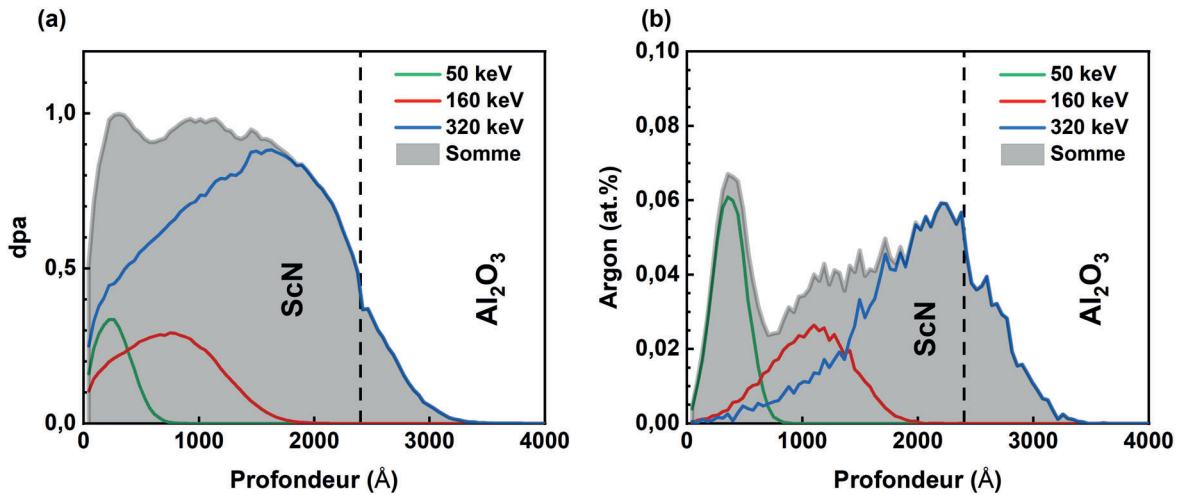 (a)
50 keV
160 keV
320 keV
Somme
ScN
Al₂O₃
dpa
1,0
0,5
0,0
0 1000 2000 3000 4000
Profondeur (Å)
(b)
50 keV
160 keV
320 keV
Somme
ScN
Al₂O₃
Argon (at.%)
0,10
0,08
0,06
0,04
0,02
0,00
0 1000 2000 3000 4000
Profondeur (Å)